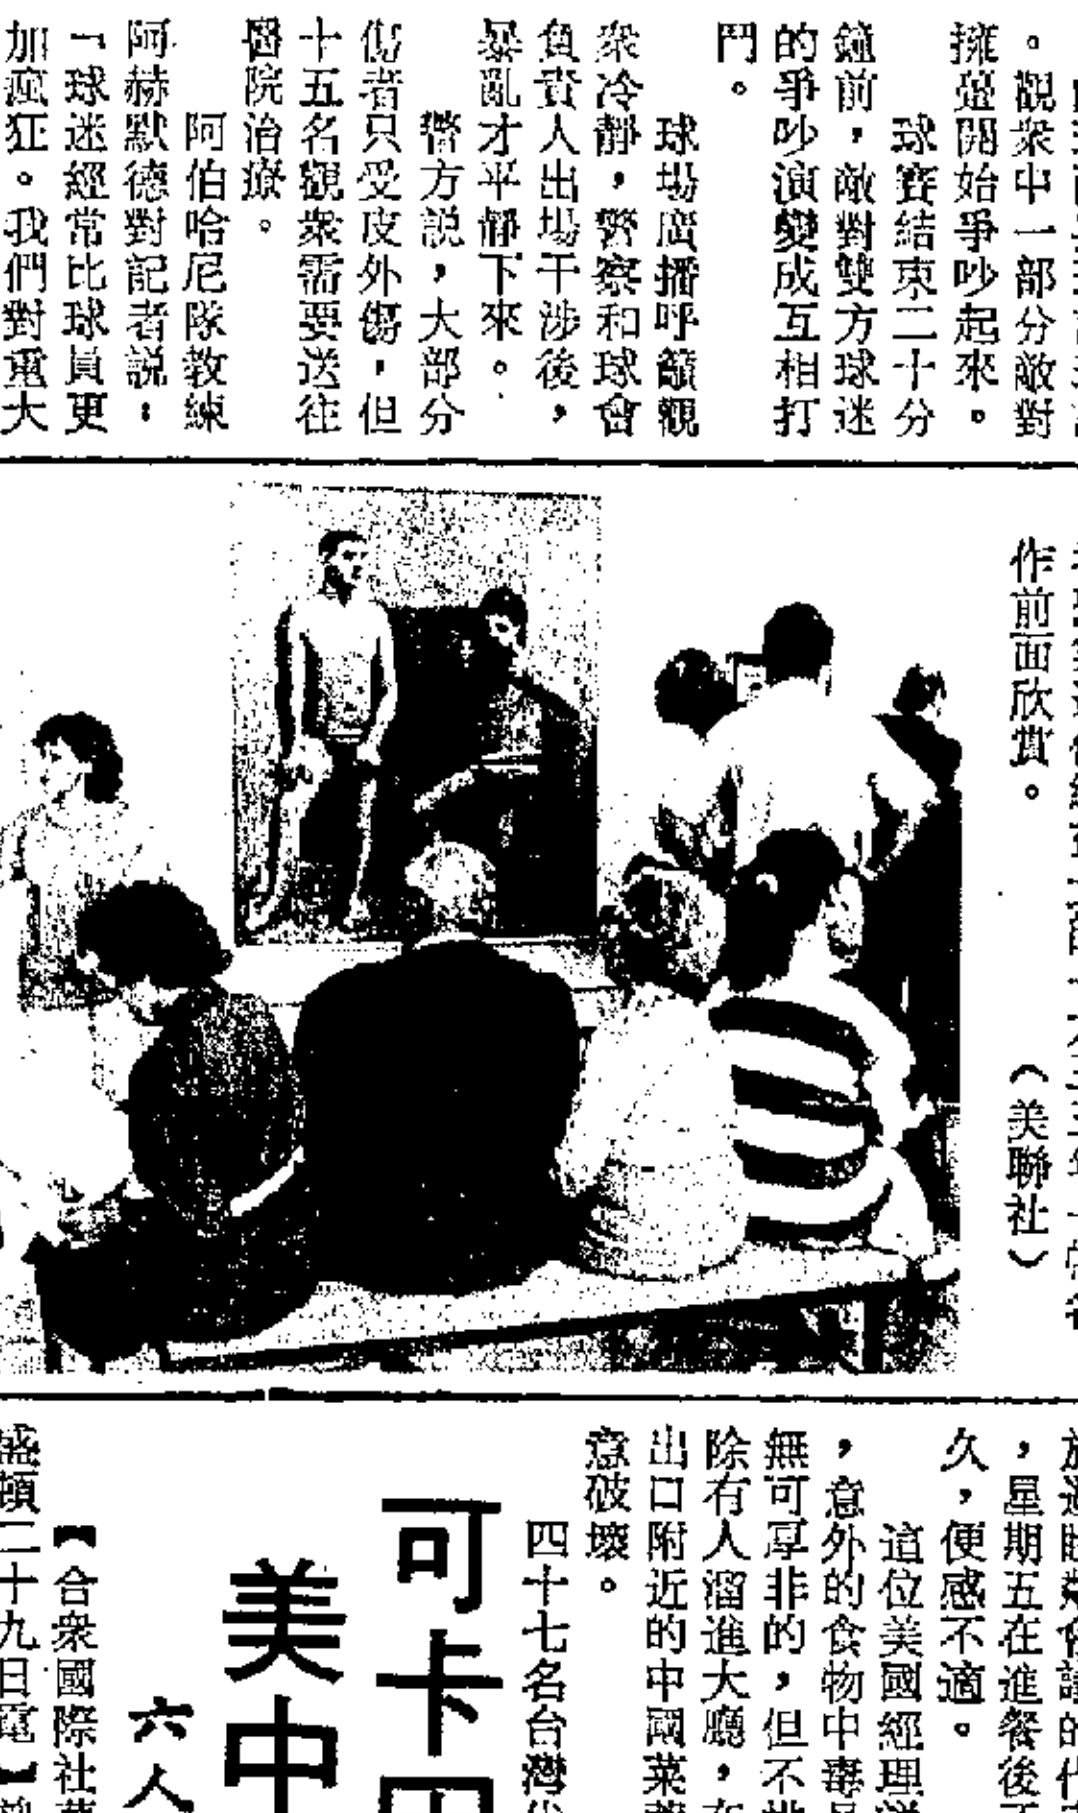 。觀衆中一部分敵對
擁躉開始爭吵起來。
球賽結束二十分
鐘前，敵對雙方球迷
的爭吵演變成互相打
鬥。
球場廣播呼籲觀
衆冷靜，警察和球會
負責人出場干涉後，
暴亂才平靜下來。
警方説，大部分
傷者只受皮外傷，但
十五名觀衆需要送往
醫院治療。
阿伯哈尼隊教練
阿赫默德對記者説：
「球迷經常比球員更
加瘋狂。我們對重大
作前面欣賞。
（美聯社）
，星期五在進餐後不
久，便感不適。
這位美國經理説
，意外的食物中毒是
無可厚非的，但不排
除有人溜進大廳，在
出口附近的中國菜
意破壞。
四十七名台灣代
可卡
美中
六人
【合衆國際社華
盛頓二十九日電】